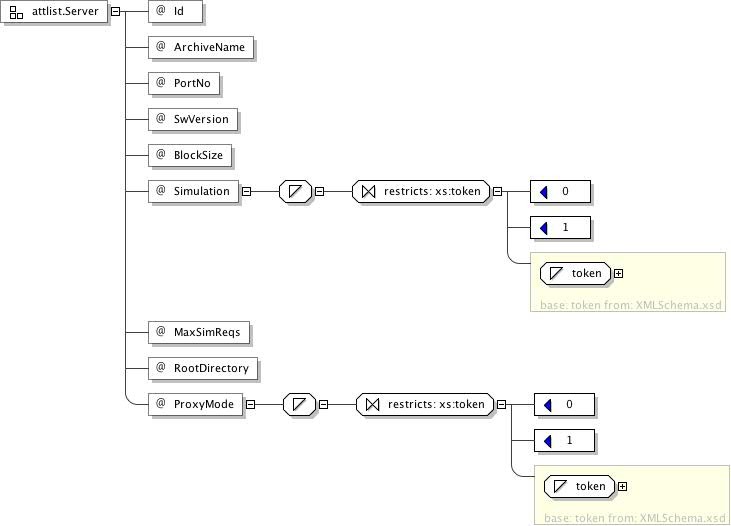 attlist.Server
@ Id
@ ArchiveName
@ PortNo
@ SwVersion
@ BlockSize
@ Simulation
restricts: xs:token
0
1
token
base: token from: XMLSchema.xsd
@ MaxSimReqs
@ RootDirectory
@ ProxyMode
restricts: xs:token
0
1
token
base: token from: XMLSchema.xsd